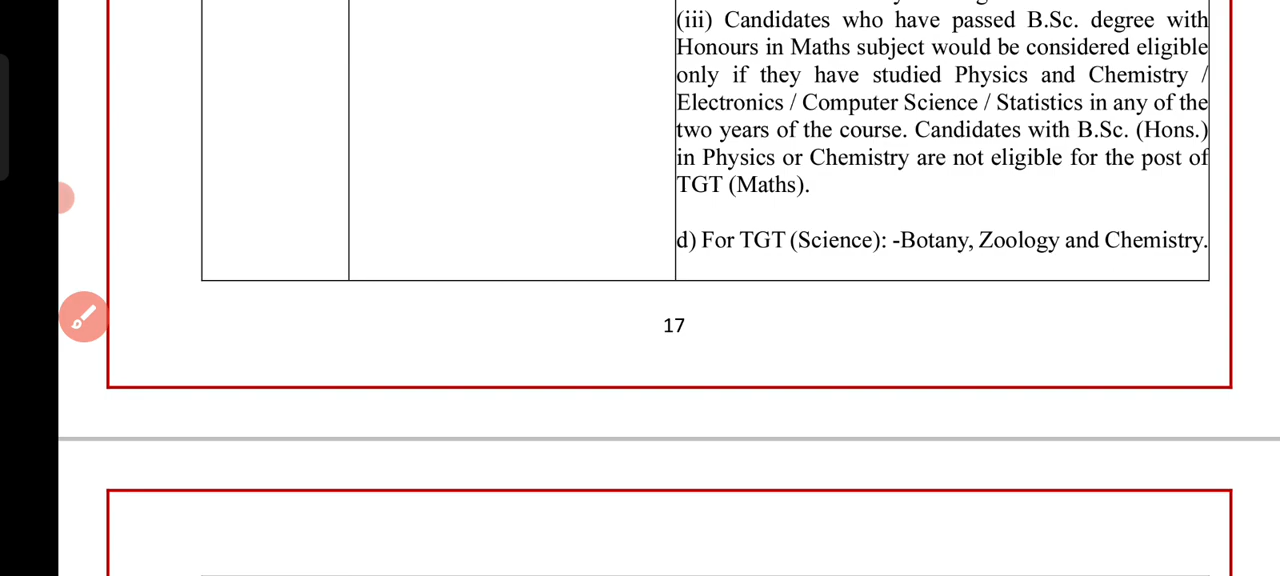 (iii) Candidates who have passed B.Sc. degree with
Honours in Maths subject would be considered eligible
only if they have studied Physics and Chemistry /
Electronics / Computer Science / Statistics in any of the
two years of the course. Candidates with B.Sc. (Hons.)
in Physics or Chemistry are not eligible for the post of
TGT (Maths).
d) For TGT (Science): -Botany, Zoology and Chemistry.
17